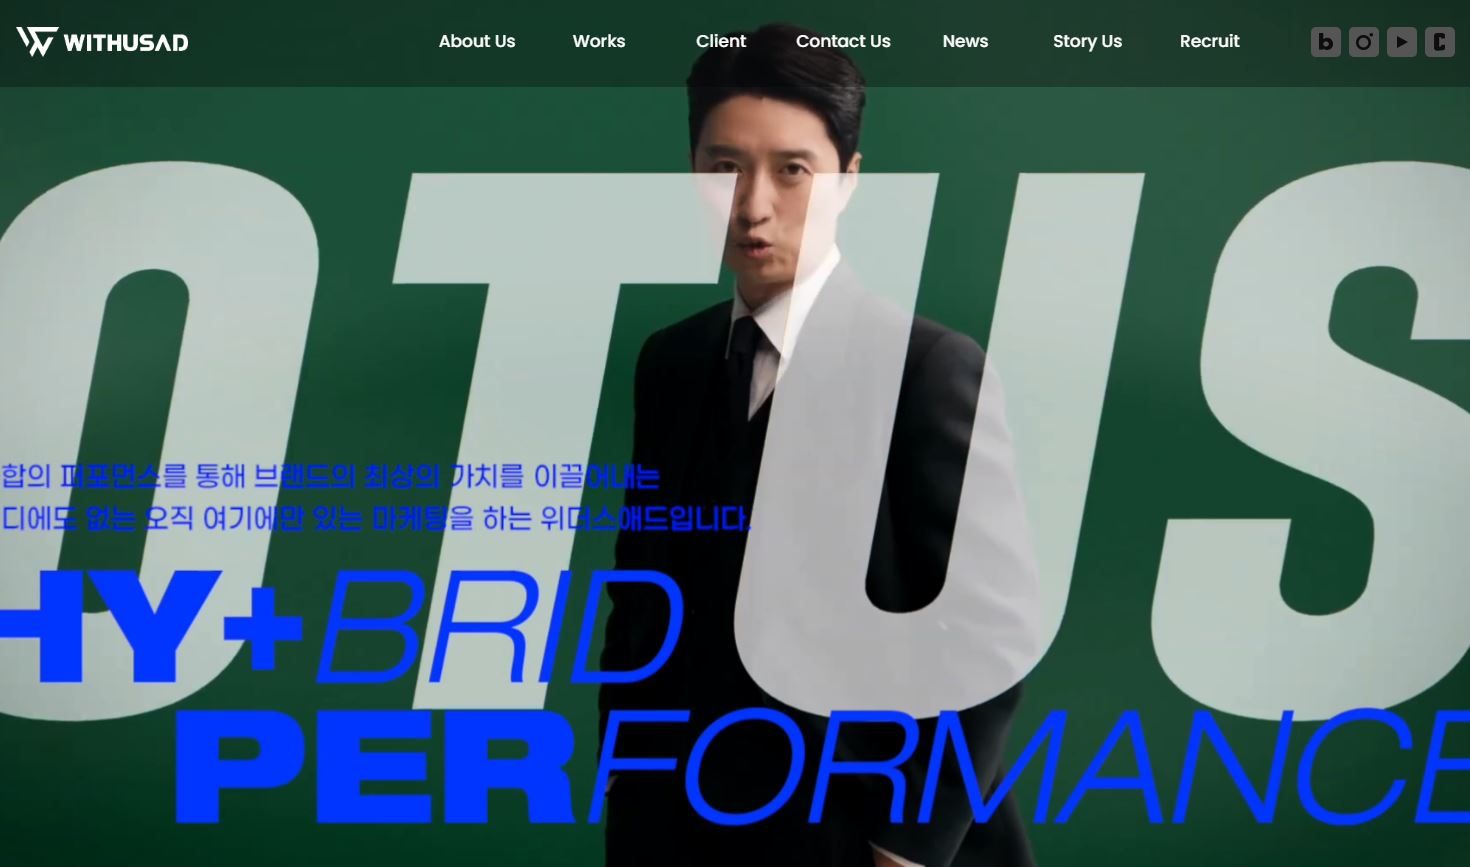 WITHUSAD
About Us Works Client Contact Us News Story Us Recruit
OTUS
합의 퍼포먼스를 통해 브랜드의 최상의 가치를 이끌어내는
디에도 없는 오직 여기에만 있는 마케팅을 하는 위더스애드입니다.
HY+BRID
PERFORMANCE